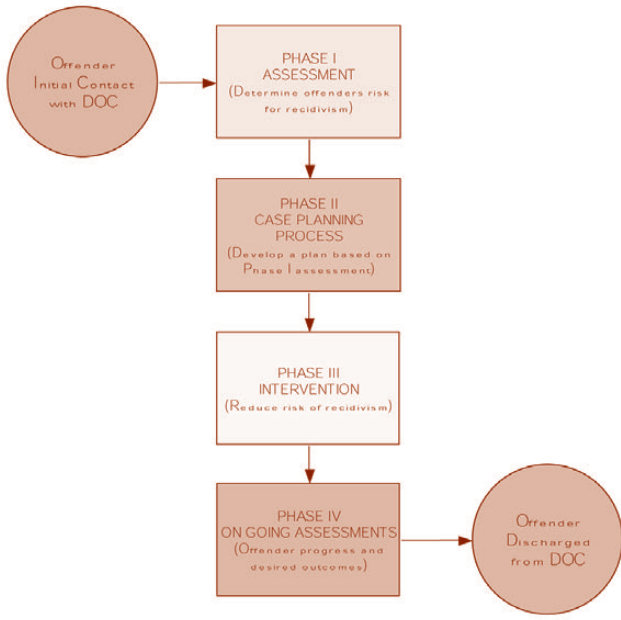 Offender
Initial Contact
with DOC
PHASE I
ASSESSMENT
(Determine offenders risk
for recidivism)
PHASE II
CASE PLANNING
PROCESS
(Develop a plan based on
Phase I assessment)
PHASE III
INTERVENTION
(Reduce risk of recidivism)
PHASE IV
ON GOING ASSESSMENTS
(Offender progress and
desired outcomes)
Offender
Discharged
from DOC